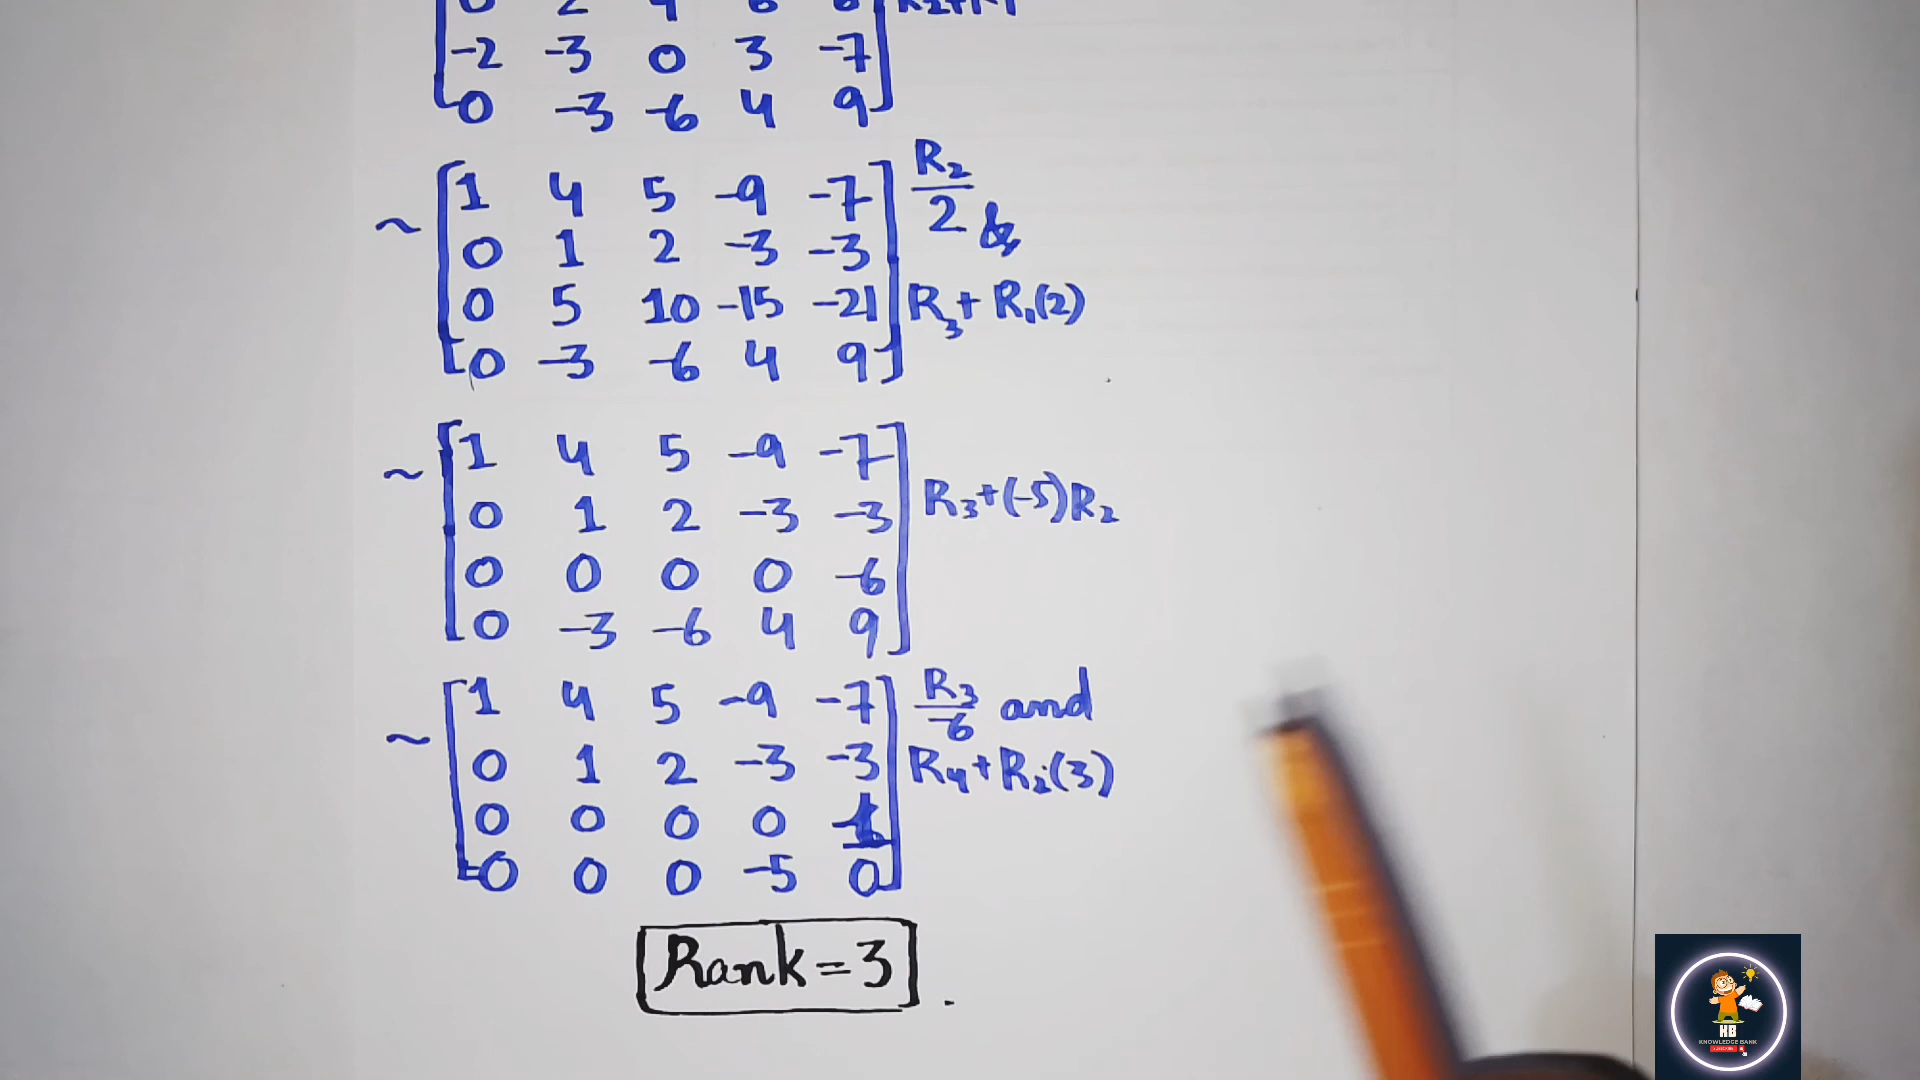 -2 -3 0 3 -7
0 -3 -6 4 9
~ 1 4 5 -9 -7 R2/2 &
0 1 2 -3 -3
0 5 10 -15 -21 R3+R1(2)
0 -3 -6 4 9
~ 1 4 5 -9 -7
0 1 2 -3 -3 R3+(-5)R2
0 0 0 0 -6
0 -3 -6 4 9
~ 1 4 5 -9 -7 R3/-6 and
0 1 2 -3 -3 R4+R2(3)
0 0 0 0
0 0 0 -5 0
Rank=3
KB
KNOWLEDGE BANK